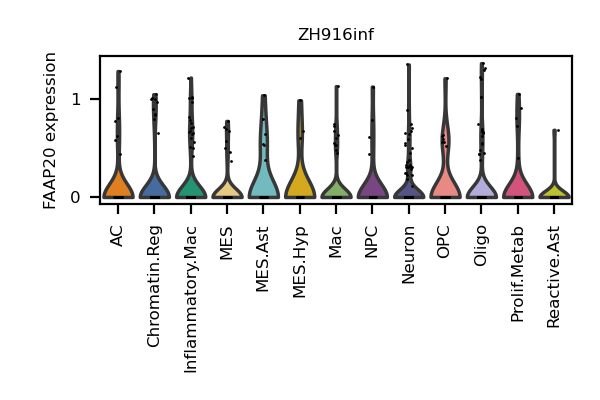 ZH916inf
FAAP20 expression
1
0
AC
Chromatin.Reg
Inflammatory.Mac
MES
MES.Ast
MES.Hyp
Mac
NPC
Neuron
OPC
Oligo
Prolif.Metab
Reactive.Ast